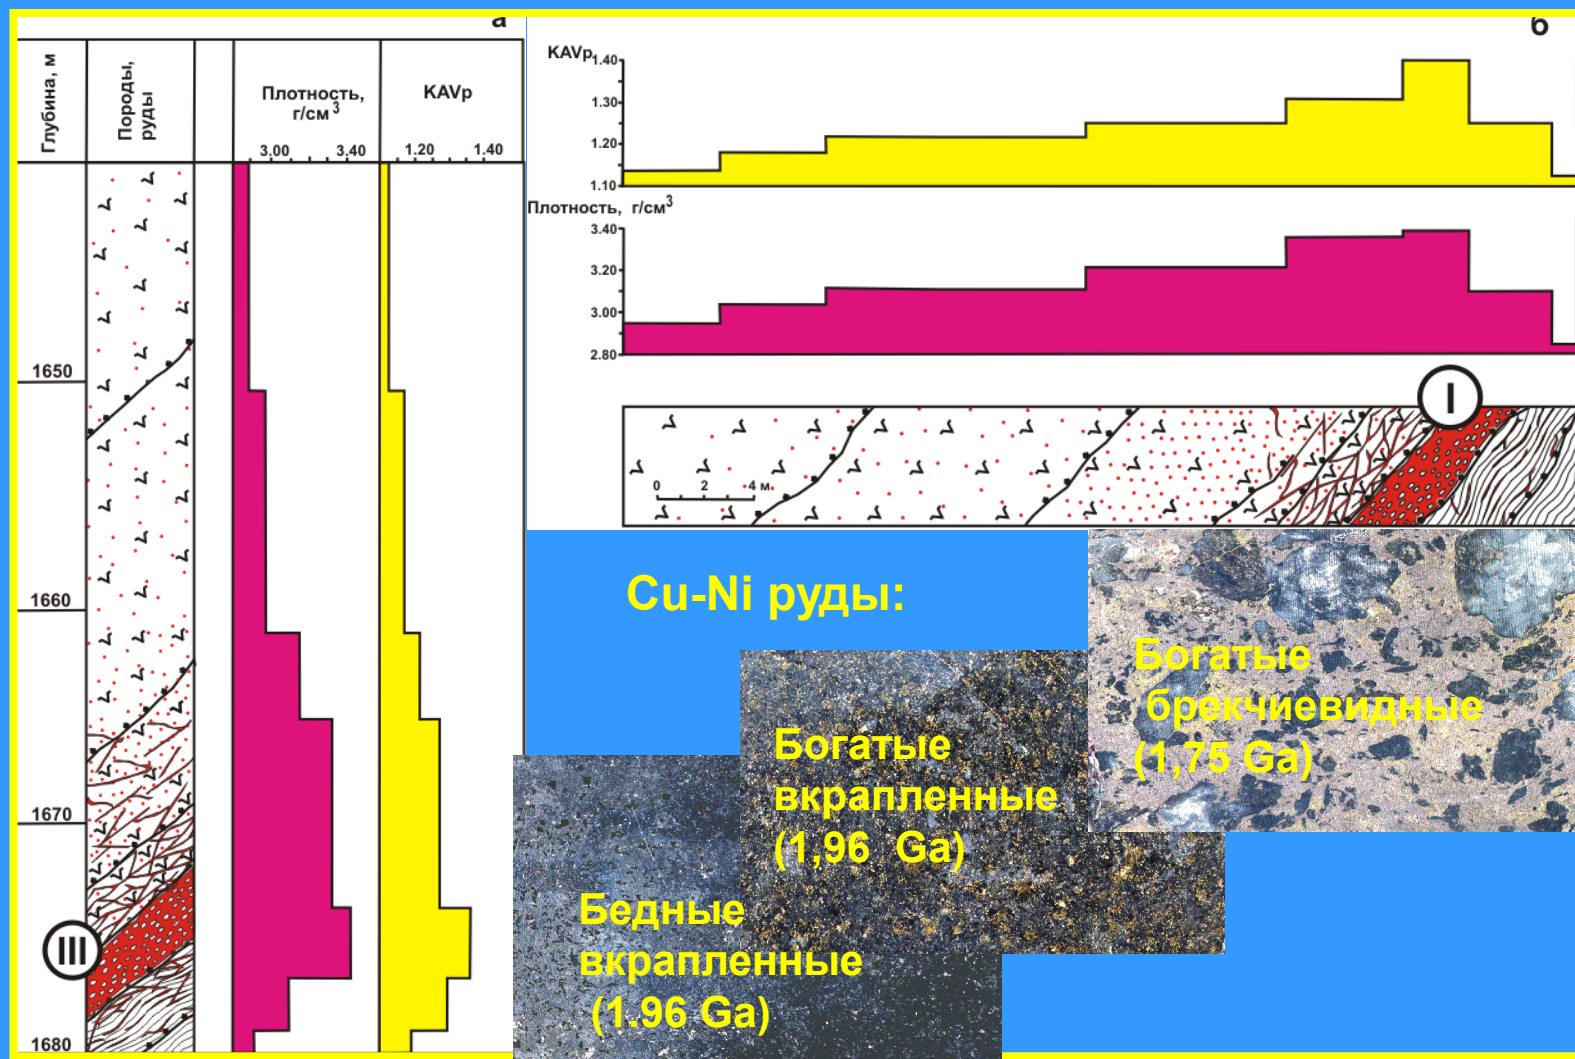 а
Глубина, м
Породы,
руды
Плотность,
г/см3
3.00 3.40
KAVp
1.20 1.40
1650
1660
1670
III
1680
б
KAVp
1.40
1.30
1.20
1.10
Плотность, г/см3
3.40
3.20
3.00
2.80
I
0 2 4 м
Cu-Ni руды:
Богатые
брекчиевидные
(1,75 Ga)
Богатые
вкрапленные
(1,96 Ga)
Бедные
вкрапленные
(1.96 Ga)